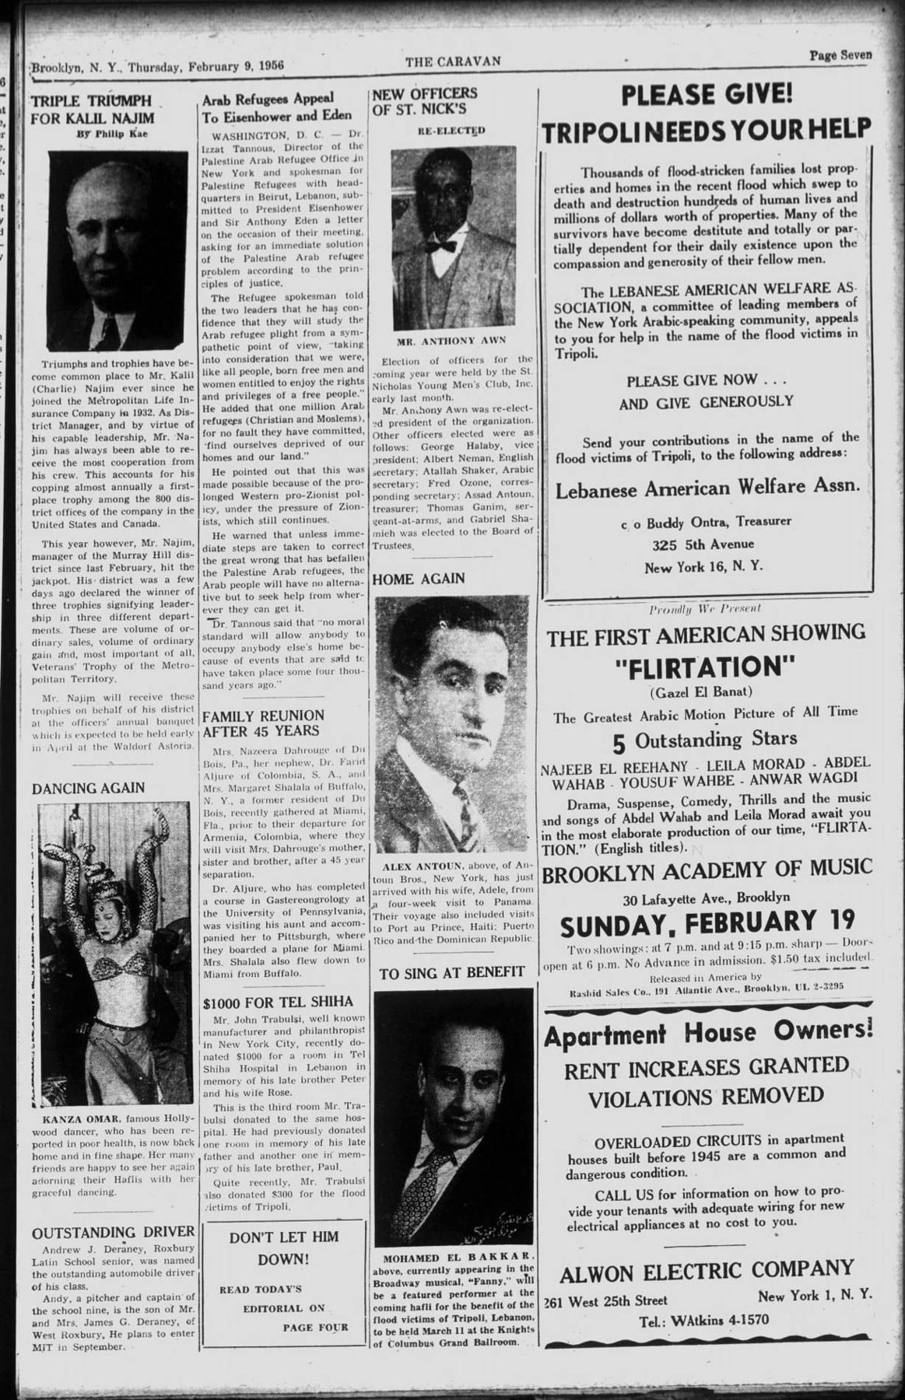 Brooklyn, N. Y., Thursday, February 9, 1956
THE CARAVAN
Page Seven
TRIPLE TRIUMPH
FOR KALIL NAJIM
By Philip Kae
Triumphs and trophies have be-
come common place to Mr. Kalil
(Charlie) Najim ever since he
joined the Metropolitan Life In-
surance Company in 1932. As Dis-
trict Manager, and by virtue of
his capable leadership, Mr. Na-
jim has always been able to re-
ceive the most cooperation from
his crew. This accounts for his
copping almost annually a first-
place trophy among the 800 dis-
trict offices of the company in the
United States and Canada.
This year however, Mr. Najim,
manager of the Murray Hill dis-
trict since last February, hit the
jackpot. His district was a few
days ago declared the winner of
three trophies signifying leader-
ship in three different depart-
ments. These are volume of or-
dinary sales, volume of ordinary
gain and, most important of all,
Veterans' Trophy of the Metro-
politan Territory.
Mr. Najim will receive these
trophies on behalf of his district
at the officers' annual banquet
which is expected to be held early
in April at the Waldorf Astoria.
DANCING AGAIN
KANZA OMAR, famous Holly-
wood dancer, who has been re-
ported in poor health, is now back
home and in fine shape. Her many
friends are happy to see her again
adorning their Haflis with her
graceful dancing.
OUTSTANDING DRIVER
Andrew J. Deraney, Roxbury
Latin School senior, was named
the outstanding automobile driver
of his class.
Andy, a pitcher and captain of
the school nine, is the son of Mr.
and Mrs. James G. Deraney, of
West Roxbury. He plans to enter
MIT in September.
Arab Refugees Appeal
To Eisenhower and Eden
WASHINGTON, D. C. — Dr.
Izzat Tannous, Director of the
Palestine Arab Refugee Office in
New York and spokesman for
Palestine Refugees with head-
quarters in Beirut, Lebanon, sub-
mitted to President Eisenhower
and Sir Anthony Eden a letter
on the occasion of their meeting,
asking for an immediate solution
of the Palestine Arab refugee
problem according to the prin-
ciples of justice.
The Refugee spokesman told
the two leaders that he has con-
fidence that they will study the
Arab refugee plight from a sym-
pathetic point of view, "taking
into consideration that we were,
like all people, born free men and
women entitled to enjoy the rights
and privileges of a free people."
He added that one million Arab
refugees (Christian and Moslems),
for no fault they have committed,
"find ourselves deprived of our
homes and our land."
He pointed out that this was
made possible because of the pro-
longed Western pro-Zionist pol-
icy, under the pressure of Zion-
ists, which still continues.
He warned that unless imme-
diate steps are taken to correct
the great wrong that has befallen
the Palestine Arab refugees, the
Arab people will have no alterna-
tive but to seek help from wher-
ever they can get it.
Dr. Tannous said that "no moral
standard will allow anybody to
occupy anybody else's home be-
cause of events that are said to
have taken place some four thou-
sand years ago."
FAMILY REUNION
AFTER 45 YEARS
Mrs. Nazeera Dahrouge of Du
Bois, Pa., her nephew, Dr. Farid
Aljure of Colombia, S. A., and
Mrs. Margaret Shalala of Buffalo,
N. Y., a former resident of Du
Bois, recently gathered at Miami,
Fla., prior to their departure for
Armenia, Colombia, where they
will visit Mrs. Dahrouge's mother,
sister and brother, after a 45 year
separation.
Dr. Aljure, who has completed
a course in Gastereongrology at
the University of Pennsylvania,
was visiting his aunt and accom-
panied her to Pittsburgh, where
they boarded a plane for Miami.
Mrs. Shalala also flew down to
Miami from Buffalo.
$1000 FOR TEL SHIHA
Mr. John Trabulsi, well known
manufacturer and philanthropist
in New York City, recently do-
nated $1000 for a room in Tel
Shiha Hospital in Lebanon in
memory of his late brother Peter
and his wife Rose.
This is the third room Mr. Tra-
bulsi donated to the same hos-
pital. He had previously donated
one room in memory of his late
father and another one in mem-
ory of his late brother, Paul.
Quite recently, Mr. Trabulsi
also donated $300 for the flood
victims of Tripoli.
DON'T LET HIM
DOWN!
READ TODAY'S
EDITORIAL ON
PAGE FOUR
NEW OFFICERS
OF ST. NICK'S
RE-ELECTED
MR. ANTHONY AWN
Election of officers for the
coming year were held by the St.
Nicholas Young Men's Club, Inc.
early last month.
Mr. Anthony Awn was re-elect-
ed president of the organization.
Other officers elected were as
follows: George Halaby, vice
president; Albert Neman, English
secretary; Atallah Shaker, Arabic
secretary; Fred Ozone, corres-
ponding secretary; Assad Antoun,
treasurer; Thomas Ganim, ser-
geant-at-arms, and Gabriel Sha-
mieh was elected to the Board of
Trustees.
HOME AGAIN
ALEX ANTOUN, above, of An-
toun Bros., New York, has just
arrived with his wife, Adele, from
a four-week visit to Panama.
Their voyage also included visits
to Port au Prince, Haiti; Puerto
Rico and the Dominican Republic.
TO SING AT BENEFIT
MOHAMED EL BAKKAR,
above, currently appearing in the
Broadway musical, "Fanny," will
be a featured performer at the
coming hafli for the benefit of the
flood victims of Tripoli, Lebanon,
to be held March 11 at the Knights
of Columbus Grand Ballroom.
PLEASE GIVE!
TRIPOLI NEEDS YOUR HELP
Thousands of flood-stricken families lost prop-
erties and homes in the recent flood which swep to
death and destruction hundreds of human lives and
millions of dollars worth of properties. Many of the
survivors have become destitute and totally or par-
tially dependent for their daily existence upon the
compassion and generosity of their fellow men.
The LEBANESE AMERICAN WELFARE AS-
SOCIATION, a committee of leading members of
the New York Arabic-speaking community, appeals
to you for help in the name of the flood victims in
Tripoli.
PLEASE GIVE NOW . . .
AND GIVE GENEROUSLY
Send your contributions in the name of the
flood victims of Tripoli, to the following address:
Lebanese American Welfare Assn.
c o Buddy Ontra, Treasurer
325 5th Avenue
New York 16, N. Y.
Proudly We Present
THE FIRST AMERICAN SHOWING
"FLIRTATION"
(Gazel El Banat)
The Greatest Arabic Motion Picture of All Time
5 Outstanding Stars
NAJEEB EL REEHANY - LEILA MORAD - ABDEL
WAHAB - YOUSUF WAHBE - ANWAR WAGDI
Drama, Suspense, Comedy, Thrills and the music
and songs of Abdel Wahab and Leila Morad await you
in the most elaborate production of our time, "FLIRTA-
TION." (English titles).
BROOKLYN ACADEMY OF MUSIC
30 Lafayette Ave., Brooklyn
SUNDAY, FEBRUARY 19
Two showings: at 7 p.m. and at 9:15 p.m. sharp — Doors
open at 6 p.m. No Advance in admission. $1.50 tax included.
Released in America by
Rashid Sales Co., 191 Atlantic Ave., Brooklyn, UL 2-3295
Apartment House Owners!
RENT INCREASES GRANTED
VIOLATIONS REMOVED
OVERLOADED CIRCUITS in apartment
houses built before 1945 are a common and
dangerous condition.
CALL US for information on how to pro-
vide your tenants with adequate wiring for new
electrical appliances at no cost to you.
ALWON ELECTRIC COMPANY
261 West 25th Street
New York 1, N. Y.
Tel.: WAtkins 4-1570